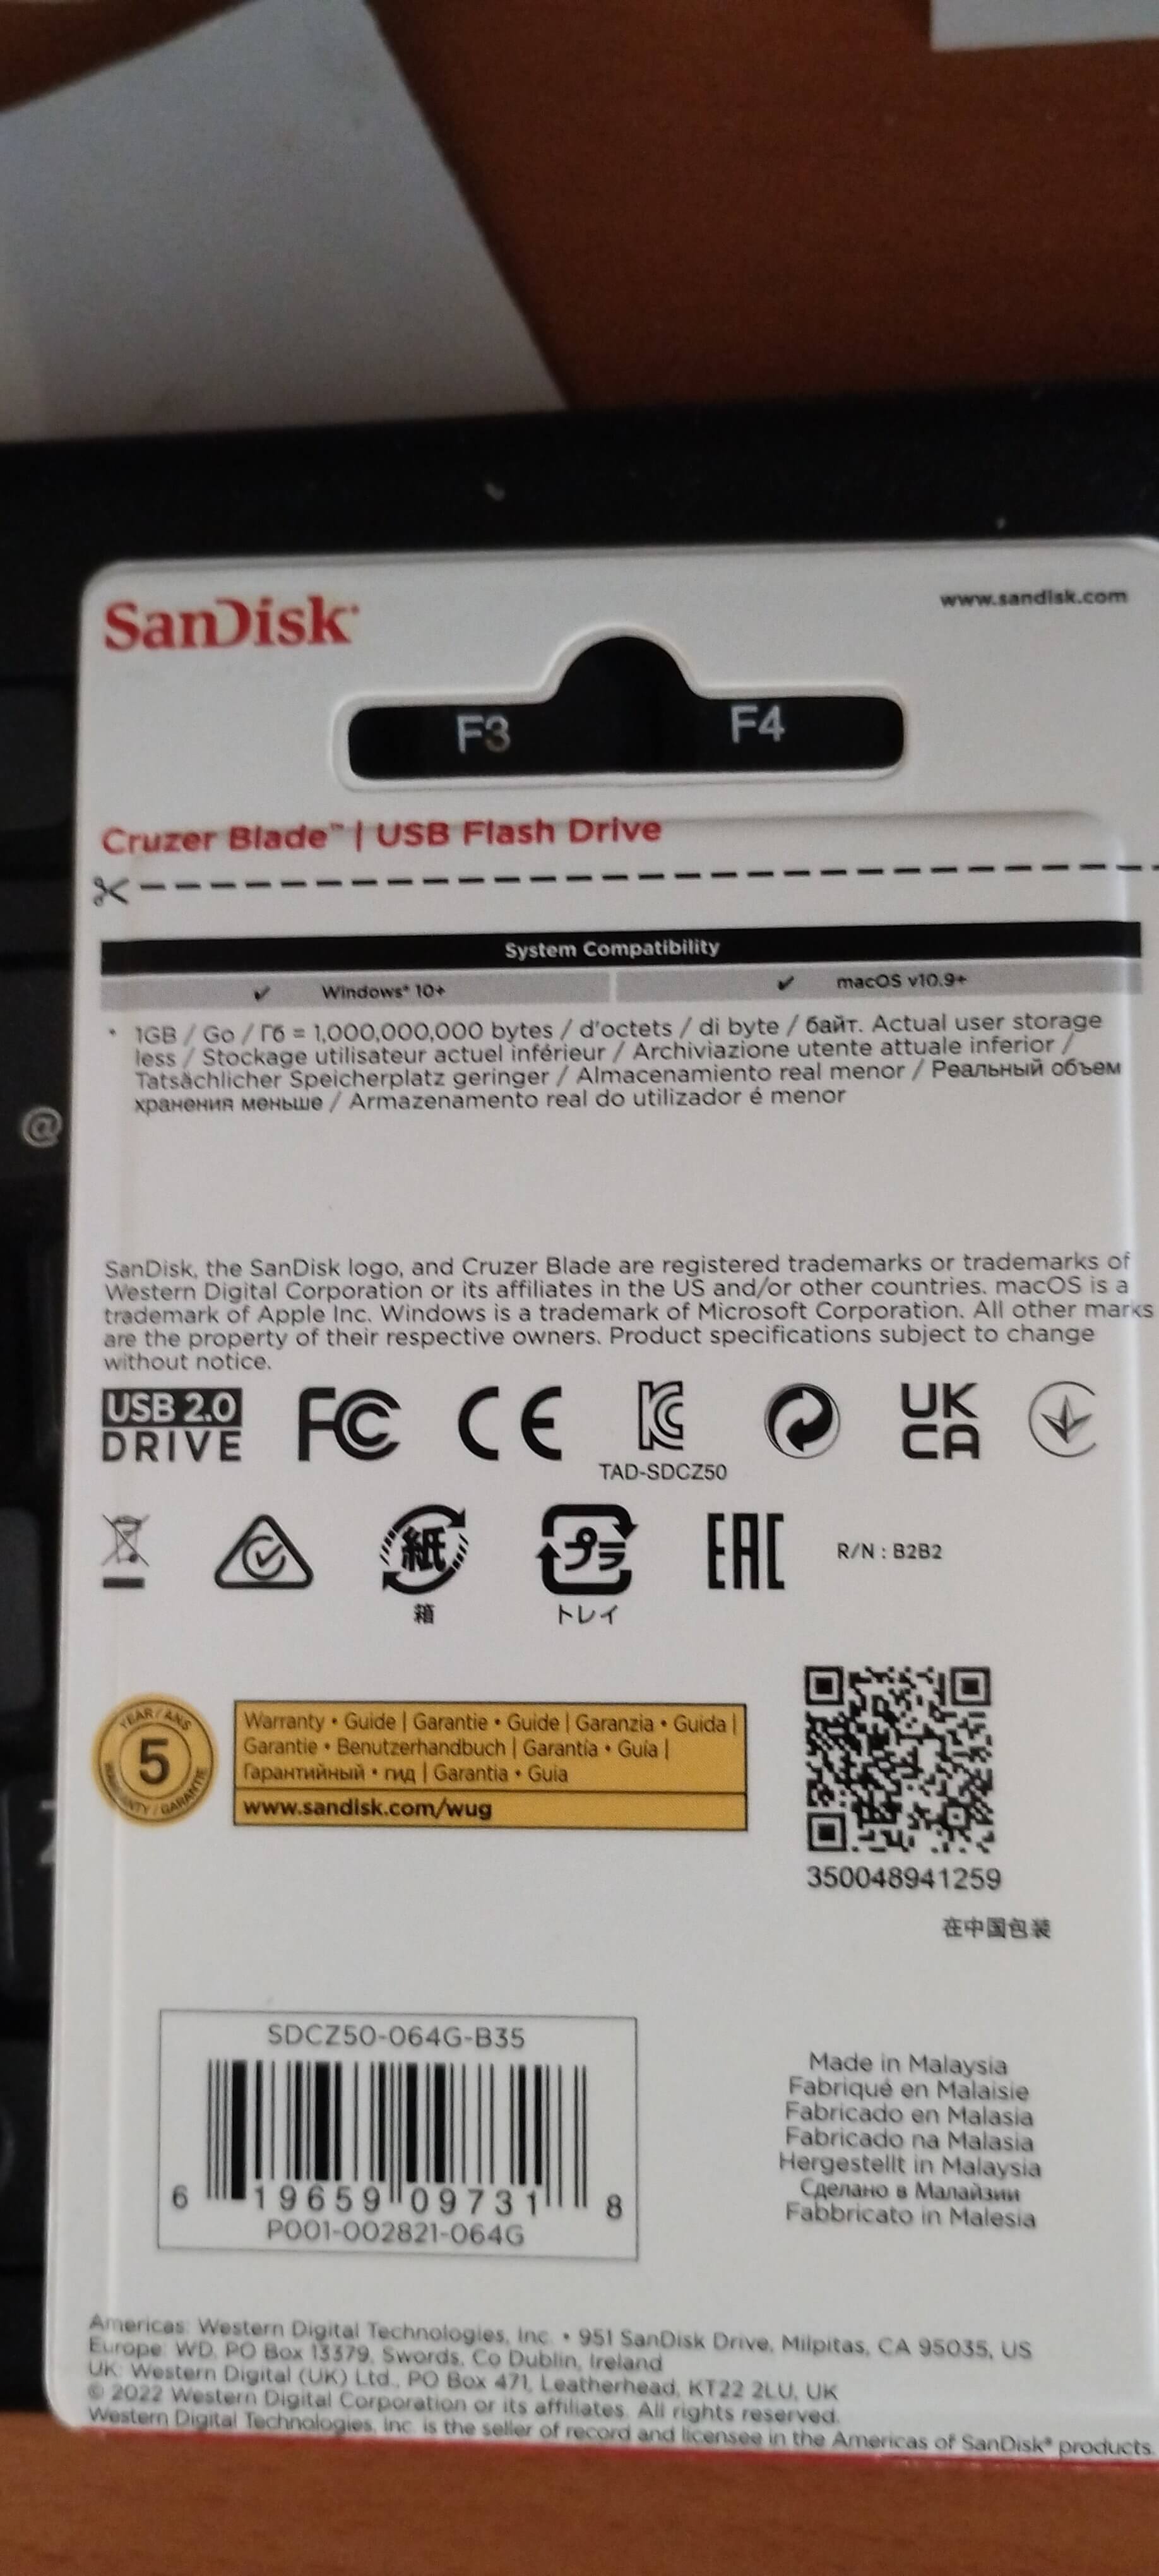 SanDisk®
www.sandisk.com
F3 F4
Cruzer Blade™ | USB Flash Drive
System Compatibility
✓ Windows® 10+ ✓ macOS v10.9+
* 1GB / Go / Гб = 1,000,000,000 bytes / d'octets / di byte / байт. Actual user storage
less / Stockage utilisateur actuel inférieur / Archiviazione utente attuale inferior /
Tatsächlicher Speicherplatz geringer / Almacenamiento real menor / Реальный объем
хранения меньше / Armazenamento real do utilizador é menor
@
SanDisk, the SanDisk logo, and Cruzer Blade are registered trademarks or trademarks of
Western Digital Corporation or its affiliates in the US and/or other countries. macOS is a
trademark of Apple Inc. Windows is a trademark of Microsoft Corporation. All other marks
are the property of their respective owners. Product specifications subject to change
without notice.
USB 2.0
DRIVE
FC CE KC
TAD-SDCZ50
UK
CA
紙
箱
プラ
トレイ
EAC
R/N : B2B2
YEAR / ANS
5
WARRANTY / GARANTIE
Warranty • Guide | Garantie • Guide | Garanzia • Guida |
Garantie • Benutzerhandbuch | Garantía • Guía |
Гарантийный • гид | Garantia • Guia
www.sandisk.com/wug
350048941259
在中国包装
SDCZ50-064G-B35
6 19659 09731 8
P001-002821-064G
Made in Malaysia
Fabriqué en Malaisie
Fabricado en Malasia
Fabricado na Malasia
Hergestellt in Malaysia
Сделано в Малайзии
Fabbricato in Malesia
Americas: Western Digital Technologies, Inc. • 951 SanDisk Drive, Milpitas, CA 95035, US
Europe: WD, PO Box 13379, Swords, Co Dublin, Ireland
UK: Western Digital (UK) Ltd., PO Box 471, Leatherhead, KT22 2LU, UK
© 2022 Western Digital Corporation or its affiliates. All rights reserved.
Western Digital Technologies, Inc. is the seller of record and licensee in the Americas of SanDisk® products.